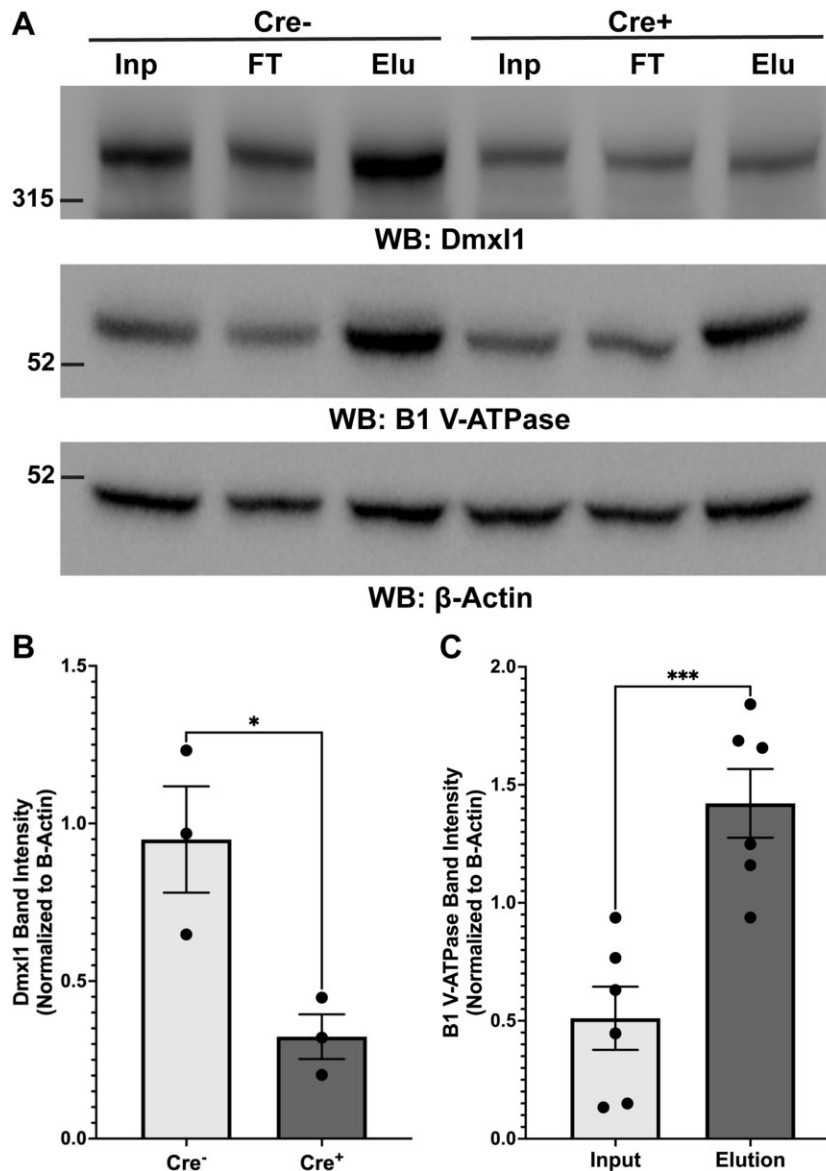 A
Cre- Cre+
Inp FT Elu Inp FT Elu
315
WB: Dmxl1
52
WB: B1 V-ATPase
52
WB: β-Actin
B
Dmxl1 Band Intensity
(Normalized to B-Actin)
1.5
1.0
0.5
0.0
*
Cre⁻ Cre⁺
C
B1 V-ATPase Band Intensity
(Normalized to B-Actin)
2.0
1.5
1.0
0.5
0.0
***
Input Elution